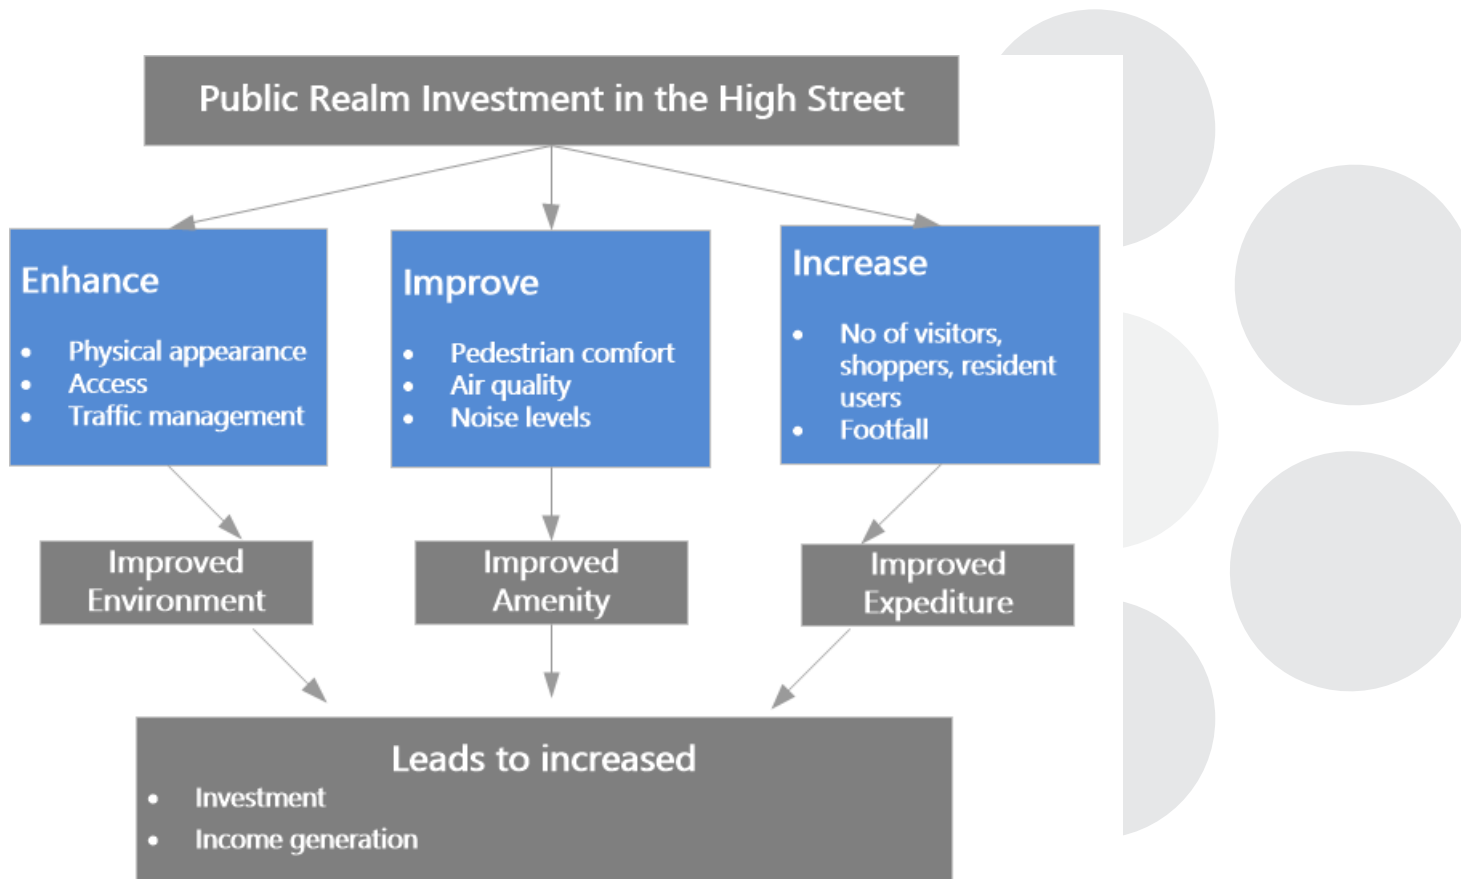 Public Realm Investment in the High Street
Enhance
• Physical appearance
• Access
• Traffic management
Improve
• Pedestrian comfort
• Air quality
• Noise levels
Increase
• No of visitors,
shoppers, resident
users
• Footfall
Improved
Environment
Improved
Amenity
Improved
Expediture
Leads to increased
• Investment
• Income generation